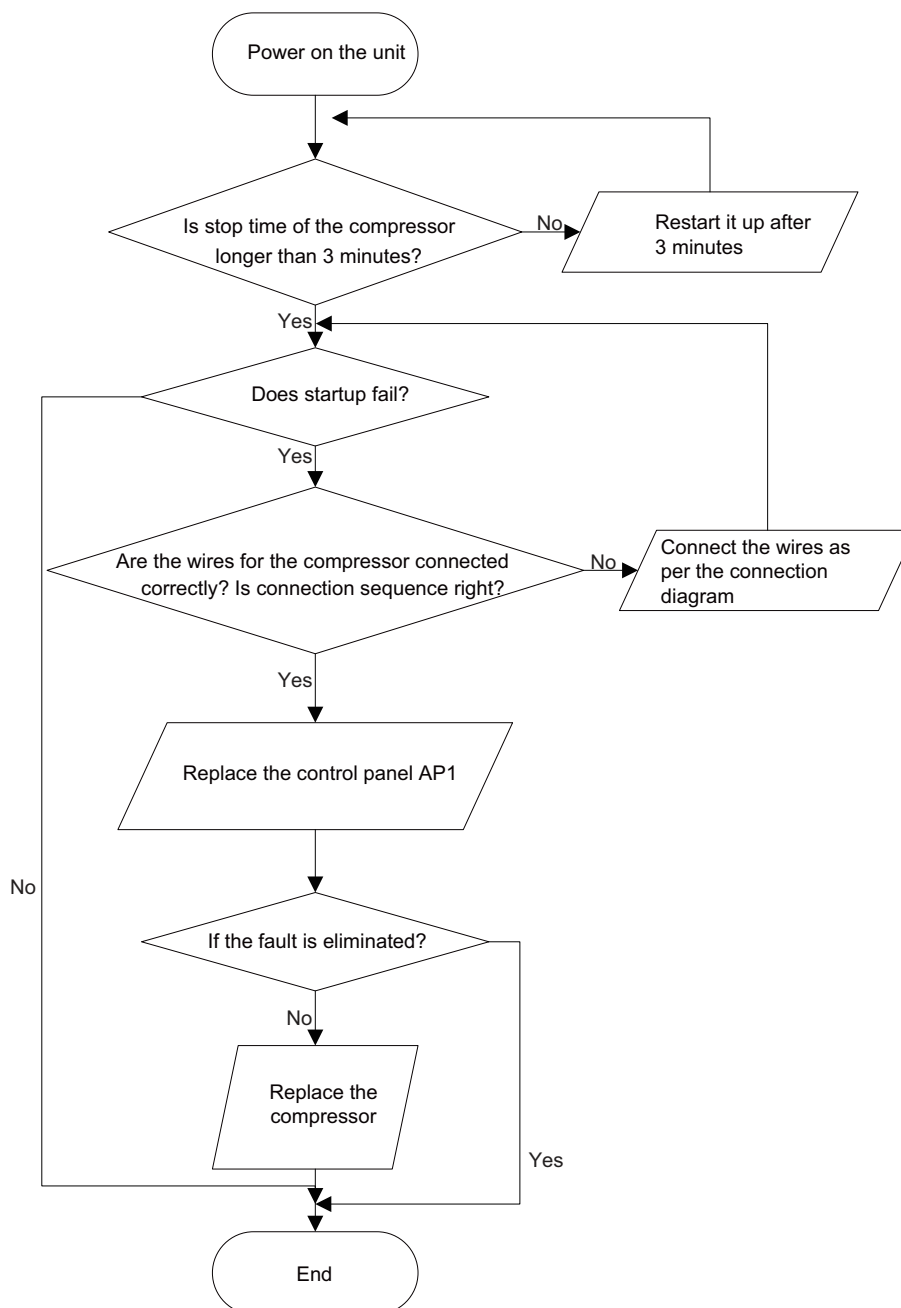 Power on the unit
Is stop time of the compressor
longer than 3 minutes?
No
Restart it up after
3 minutes
Yes
Does startup fail?
Yes
Are the wires for the compressor connected
correctly? Is connection sequence right?
No
Connect the wires as
per the connection
diagram
Yes
Replace the control panel AP1
No
If the fault is eliminated?
No
Replace the
compressor
Yes
End